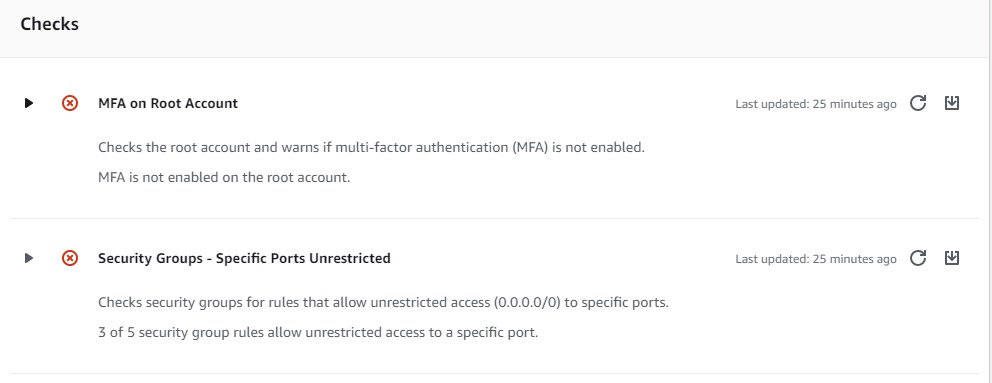 Checks
MFA on Root Account
Last updated: 25 minutes ago
Checks the root account and warns if multi-factor authentication (MFA) is not enabled.
MFA is not enabled on the root account.
Security Groups - Specific Ports Unrestricted
Last updated: 25 minutes ago
Checks security groups for rules that allow unrestricted access (0.0.0.0/0) to specific ports.
3 of 5 security group rules allow unrestricted access to a specific port.